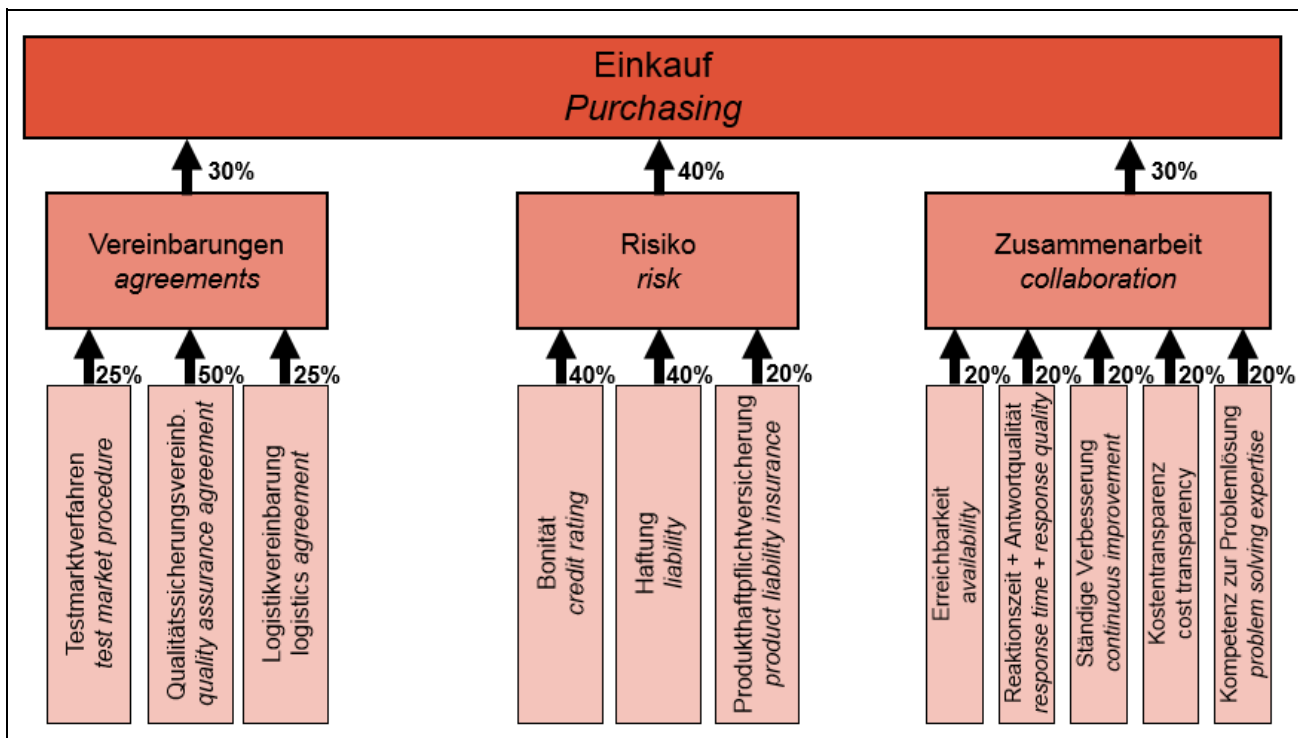 Einkauf
Purchasing
30%
40%
30%
Vereinbarungen
agreements
Risiko
risk
Zusammenarbeit
collaboration
25%
50%
25%
40%
40%
20%
20%
20%
20%
20%
20%
Testmarktverfahren
test market procedure
Qualitätssicherungsvereinb.
quality assurance agreement
Logistikvereinbarung
logistics agreement
Bonität
credit rating
Haftung
liability
Produkthaftpflichtversicherung
product liability insurance
Erreichbarkeit
availability
Reaktionszeit + Antwortqualität
response time + response quality
Ständige Verbesserung
continuous improvement
Kostentransparenz
cost transparency
Kompetenz zur Problemlösung
problem solving expertise